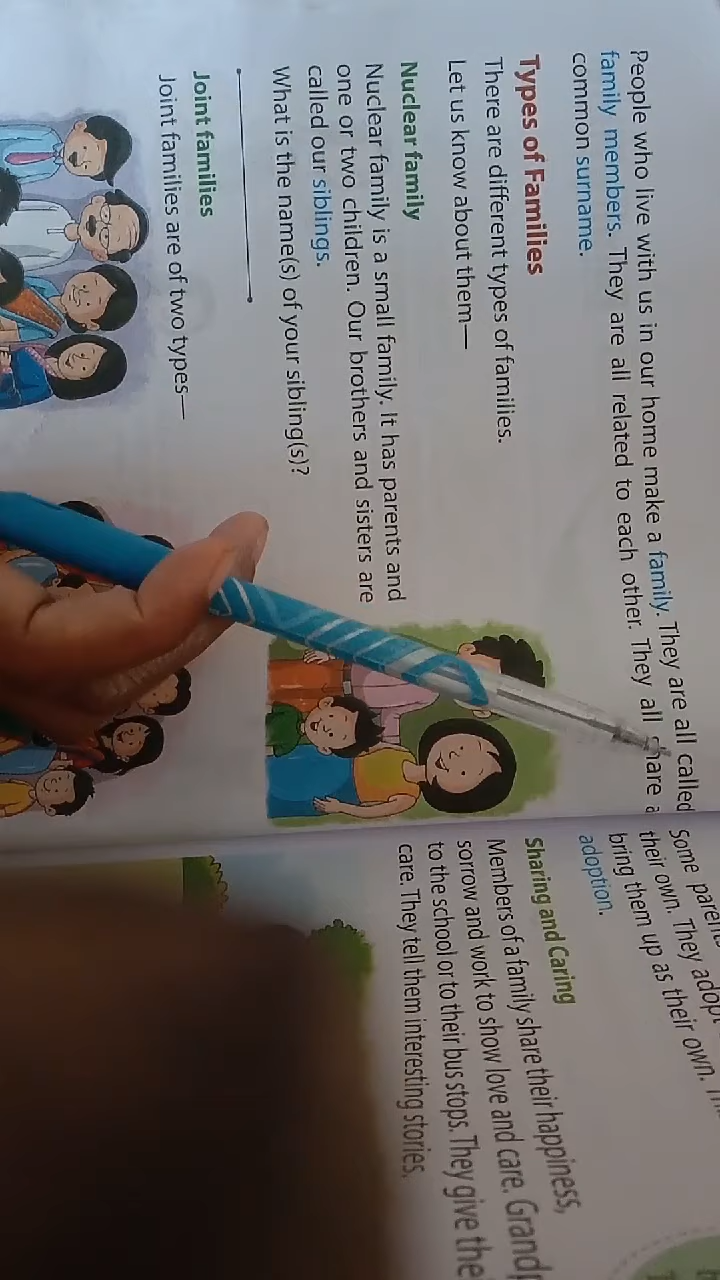 People who live with us in our home make a family. They are all called
family members. They are all related to each other. They all share a
common surname.
Types of Families
There are different types of families.
Let us know about them—
Nuclear family
Nuclear family is a small family. It has parents and
one or two children. Our brothers and sisters are
called our siblings.
What is the name(s) of your sibling(s)?
Joint families
Joint families are of two types—
Some
their own. They adopt
bring them up as their own.
adoption.
Sharing and Caring
Members of a family share their happiness,
sorrow and work to show love and care.
to the school or to their bus stops. They give the
care. They tell them interesting stories.